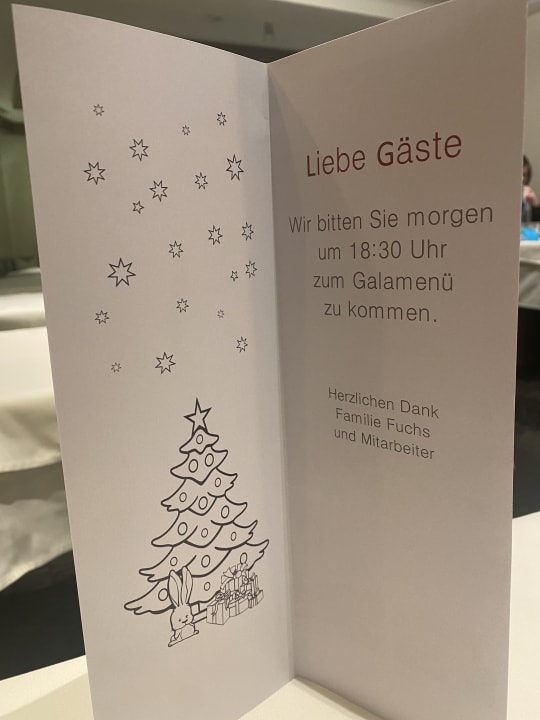 Liebe Gäste
Wir bitten Sie morgen
um 18:30 Uhr
zum Galamenü
zu kommen.
Herzlichen Dank
Familie Fuchs
und Mitarbeiter